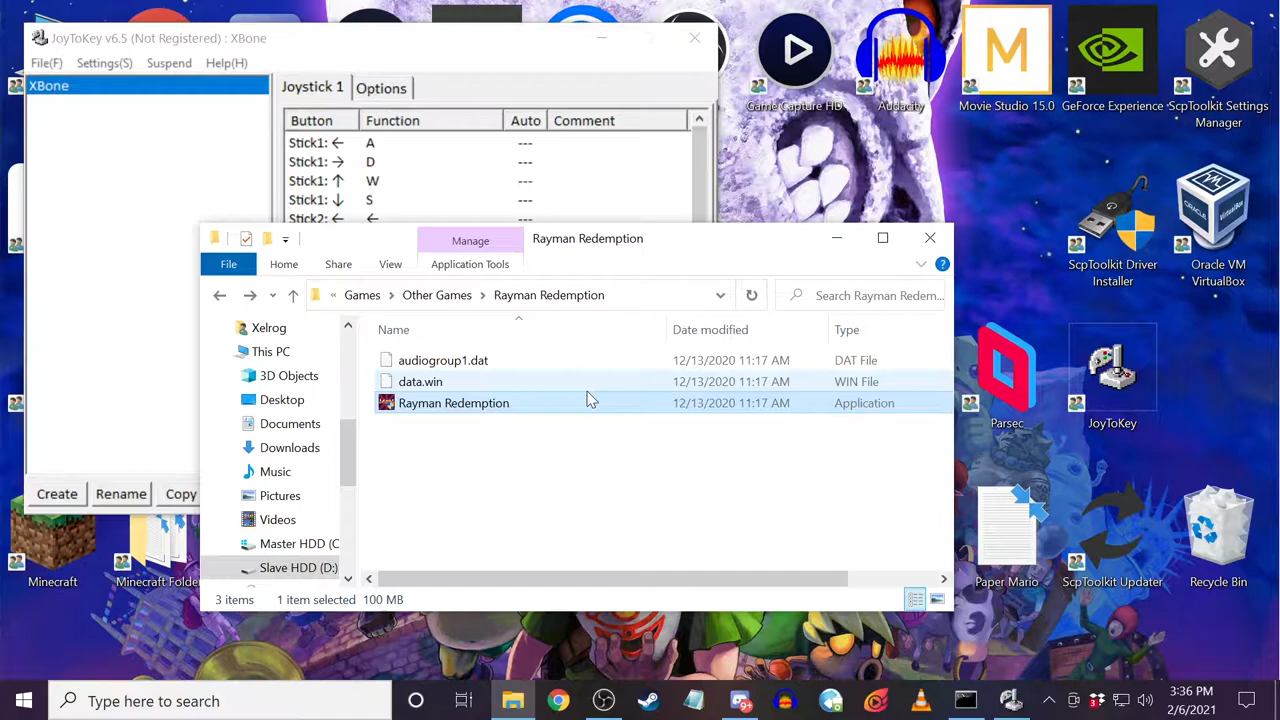 JoyToKey v6.5 (Not Registered) : XBone
File(F) Settings(S) Suspend Help(H)
XBone
Joystick 1 Options
Button Function Auto Comment
Stick1: ← A ---
Stick1: → D ---
Stick1: ↑ W ---
Stick1: ↓ S ---
Stick2: ← ← ---
Create Rename Copy
Manage Rayman Redemption
File Home Share View Application Tools
« Games > Other Games > Rayman Redemption
Search Rayman Redem...
Name Date modified Type
audiogroup1.dat 12/13/2020 11:17 AM DAT File
data.win 12/13/2020 11:17 AM WIN File
Rayman Redemption 12/13/2020 11:17 AM Application
Xelrog
This PC
3D Objects
Desktop
Documents
Downloads
Music
Pictures
Videos
Master HDD (C
Slave HDD (D:)
3 items 1 item selected 100 MB
Game Capture HD
Audacity
Movie Studio 15.0
GeForce Experience
ScpToolkit Settings
Manager
ScpToolkit Driver
Installer
Oracle VM
VirtualBox
Parsec
JoyToKey
Minecraft
Minecraft Folder
Paper Mario
ScpToolkit Updater
Recycle Bin
Type here to search
9+
3:36 PM
2/6/2021